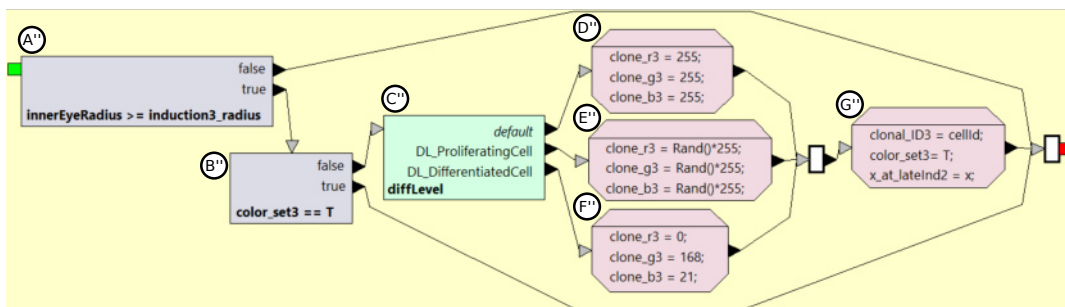 A''
false
true
innerEyeRadius >= induction3_radius
B''
false
true
color_set3 == T
C''
default
DL_ProliferatingCell
DL_DifferentiatedCell
diffLevel
D''
clone_r3 = 255;
clone_g3 = 255;
clone_b3 = 255;
E''
clone_r3 = Rand()*255;
clone_g3 = Rand()*255;
clone_b3 = Rand()*255;
F''
clone_r3 = 0;
clone_g3 = 168;
clone_b3 = 21;
G''
clonal_ID3 = cellId;
color_set3= T;
x_at_lateInd2 = x;